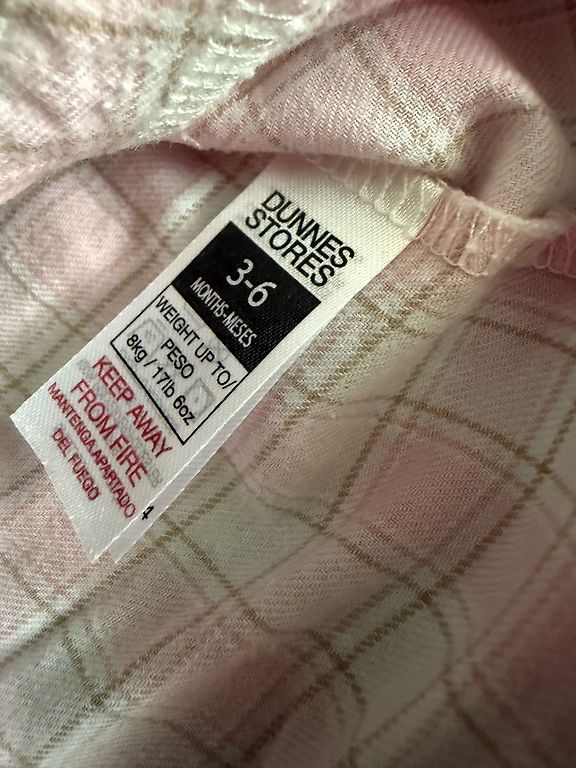 DUNNES
STORES
3-6
MONTHS-MESES
WEIGHT UP TO/
PESO
8kg / 17lb 6oz
KEEP AWAY
FROM FIRE
MANTENGA APARTADO
DEL FUEGO
4